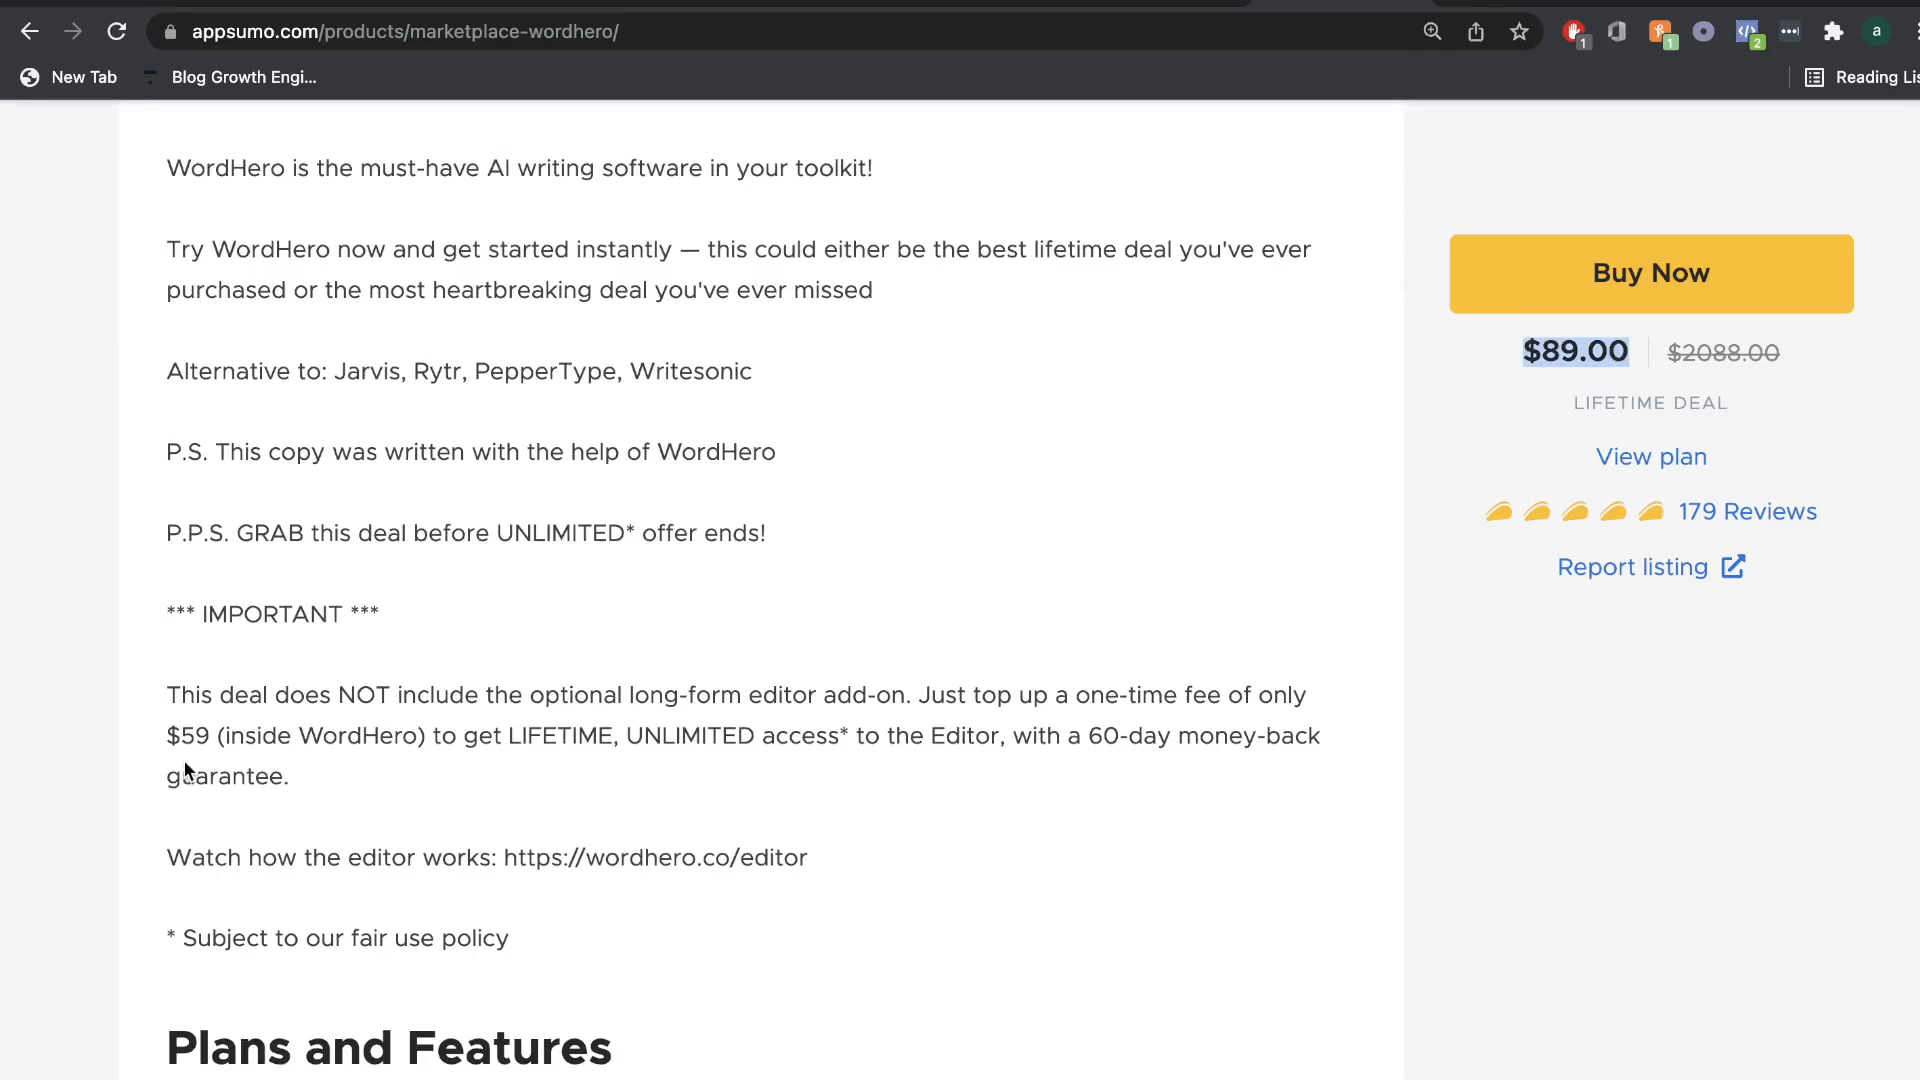 appsumo.com/products/marketplace-wordhero/
1
1
2
a
New Tab
Blog Growth Engi...
Reading Lis
WordHero is the must-have AI writing software in your toolkit!
Try WordHero now and get started instantly — this could either be the best lifetime deal you've ever
purchased or the most heartbreaking deal you've ever missed
Alternative to: Jarvis, Rytr, PepperType, Writesonic
P.S. This copy was written with the help of WordHero
P.P.S. GRAB this deal before UNLIMITED* offer ends!
*** IMPORTANT ***
This deal does NOT include the optional long-form editor add-on. Just top up a one-time fee of only
$59 (inside WordHero) to get LIFETIME, UNLIMITED access* to the Editor, with a 60-day money-back
guarantee.
Watch how the editor works: https://wordhero.co/editor
* Subject to our fair use policy
Plans and Features
Buy Now
$89.00 $2088.00
LIFETIME DEAL
View plan
179 Reviews
Report listing